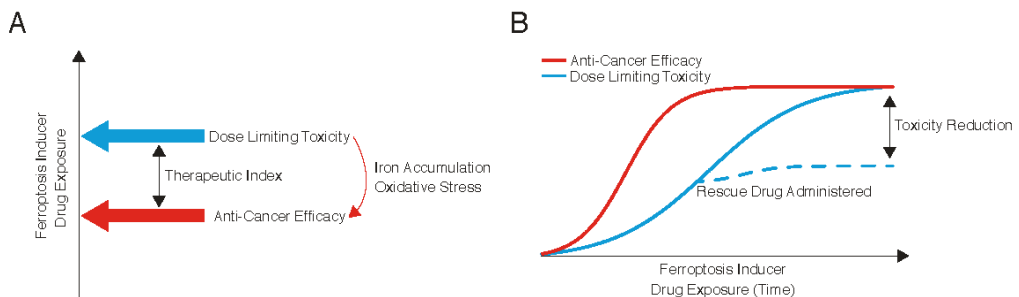 A
Ferroptosis Inducer
Drug Exposure
Dose Limiting Toxicity
Therapeutic Index
Iron Accumulation
Oxidative Stress
Anti-Cancer Efficacy
B
Anti-Cancer Efficacy
Dose Limiting Toxicity
Toxicity Reduction
Rescue Drug Administered
Ferroptosis Inducer
Drug Exposure (Time)